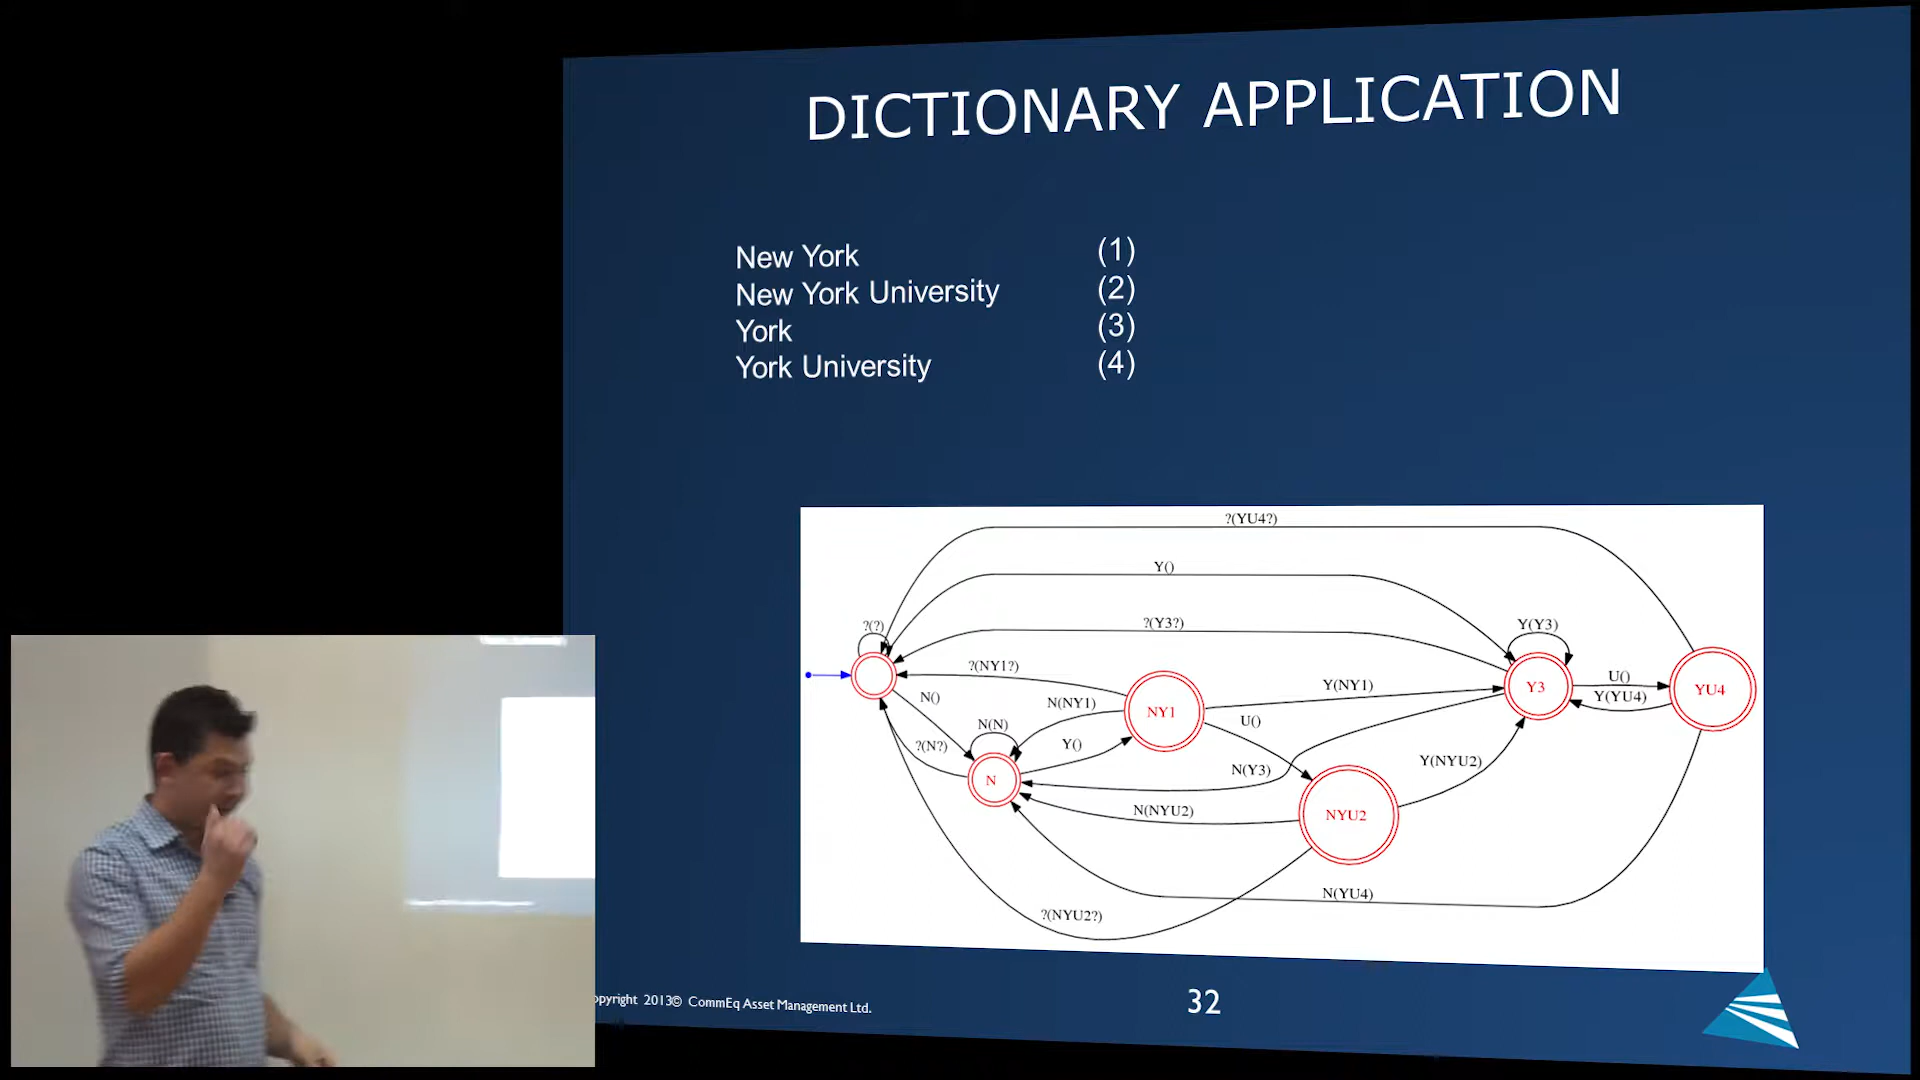 DICTIONARY APPLICATION
New York (1)
New York University (2)
York (3)
York University (4)
?(YU4?)
Y()
?(Y3?)
?(?)
Y(Y3)
?(NY1?)
Y(NY1)
U()
Y3
YU4
Y(YU4)
N()
N(NY1)
NY1
U()
N(N)
Y()
?(N?)
N
N(Y3)
Y(NYU2)
N(NYU2)
NYU2
N(YU4)
?(NYU2?)
opyright 2013© CommEq Asset Management Ltd.
32